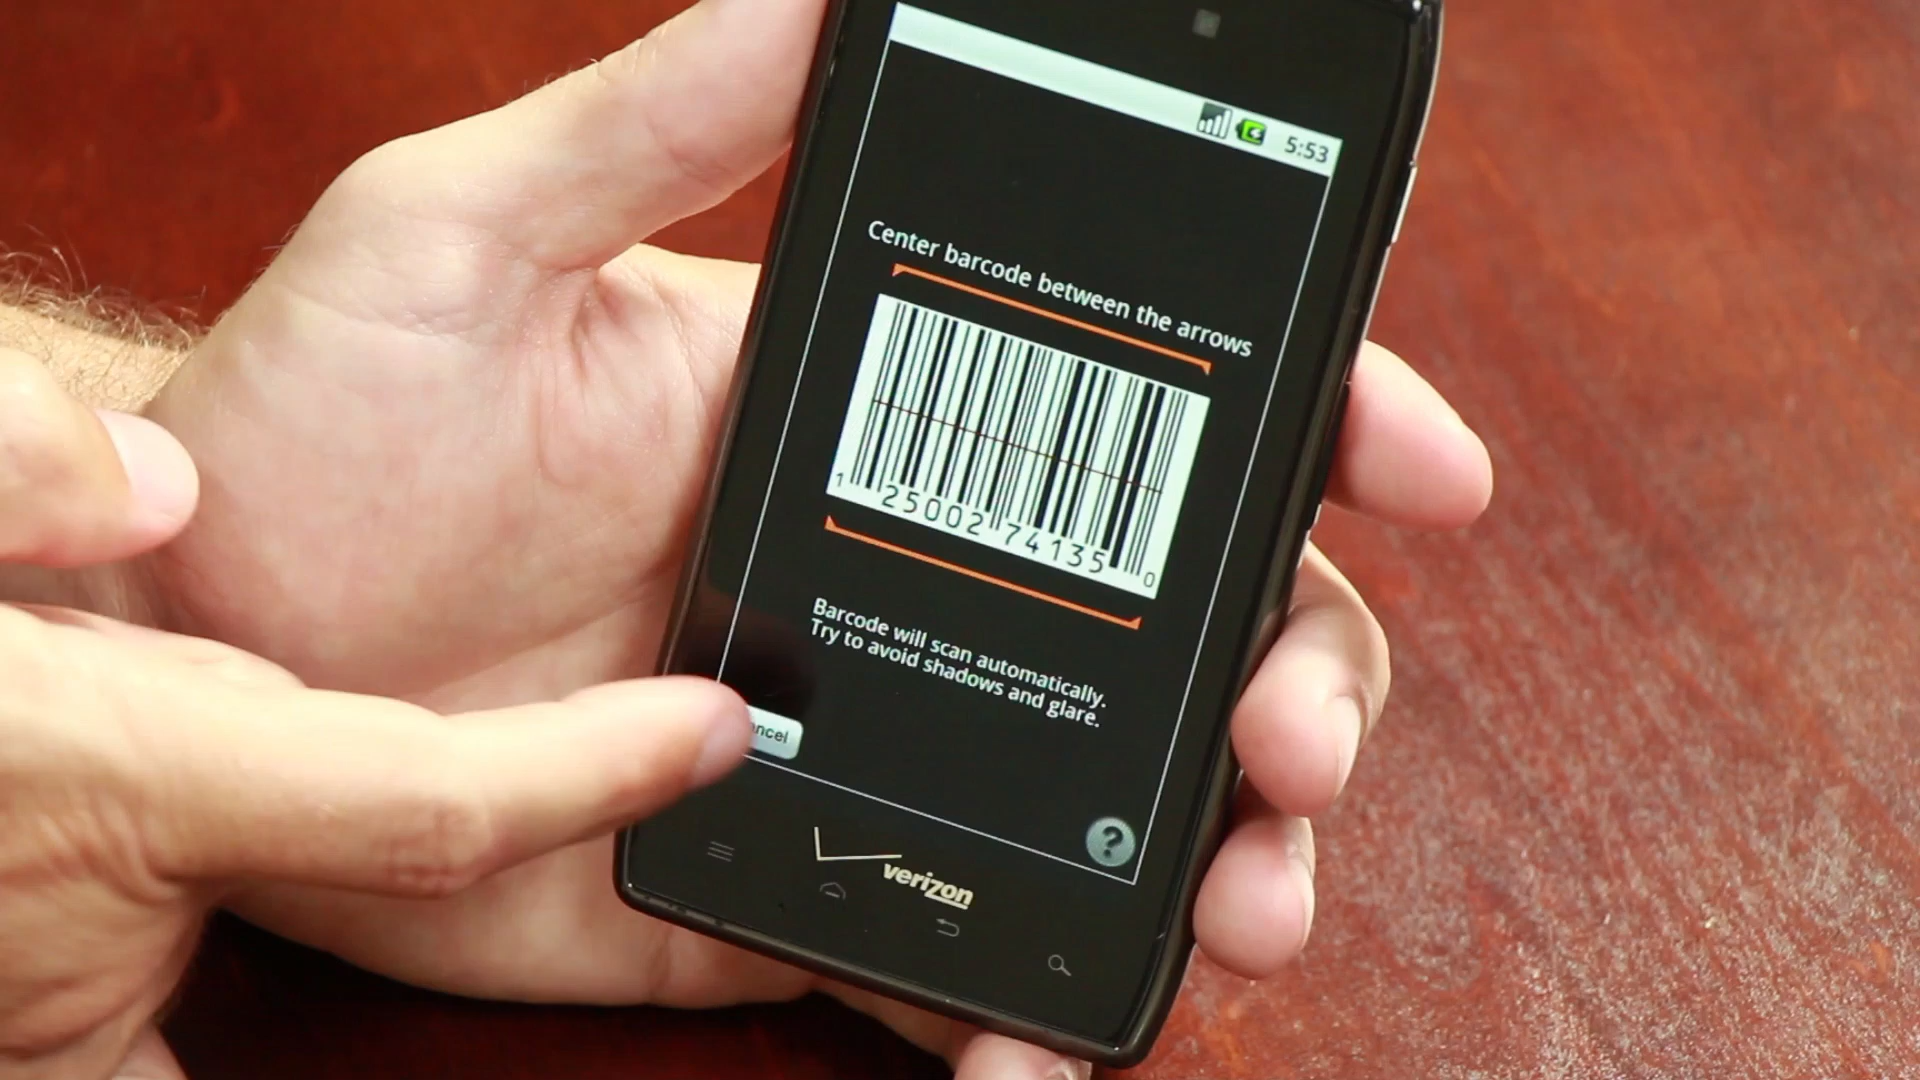 5:53
Center barcode between the arrows
1 25002 74135 0
Barcode will scan automatically.
Try to avoid shadows and glare.
ncel
?
verizon